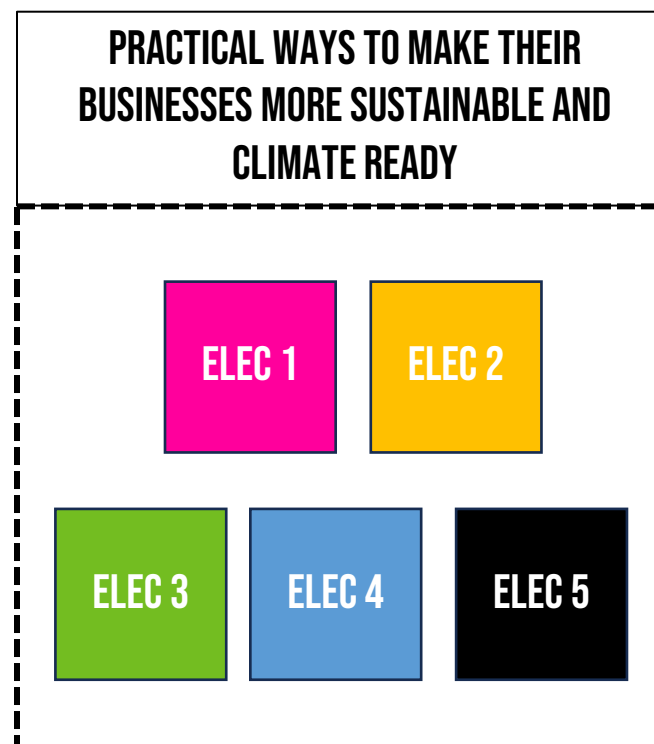 PRACTICAL WAYS TO MAKE THEIR
BUSINESSES MORE SUSTAINABLE AND
CLIMATE READY
ELEC 1
ELEC 2
ELEC 3
ELEC 4
ELEC 5